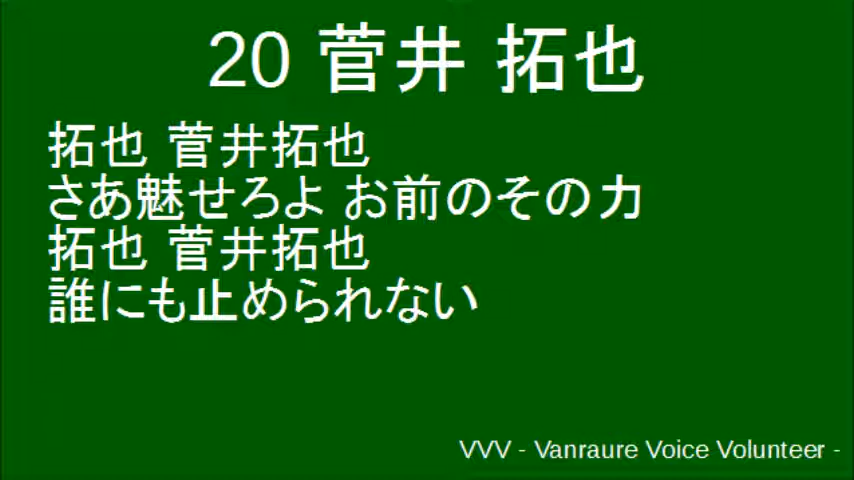 20 菅井 拓也
拓也 菅井拓也
さあ魅せろよ お前のその力
拓也 菅井拓也
誰にも止められない
VVV - Vanraure Voice Volunteer -